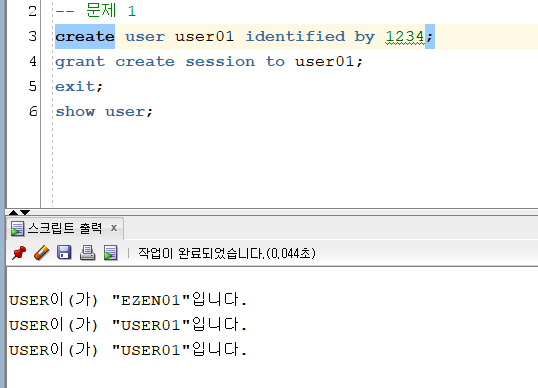 2 -- 문제 1
3 create user user01 identified by 1234;
4 grant create session to user01;
5 exit;
6 show user;
스크립트 출력 x
작업이 완료되었습니다.(0,044초)
USER이(가) "EZEN01"입니다.
USER이(가) "USER01"입니다.
USER이(가) "USER01"입니다.